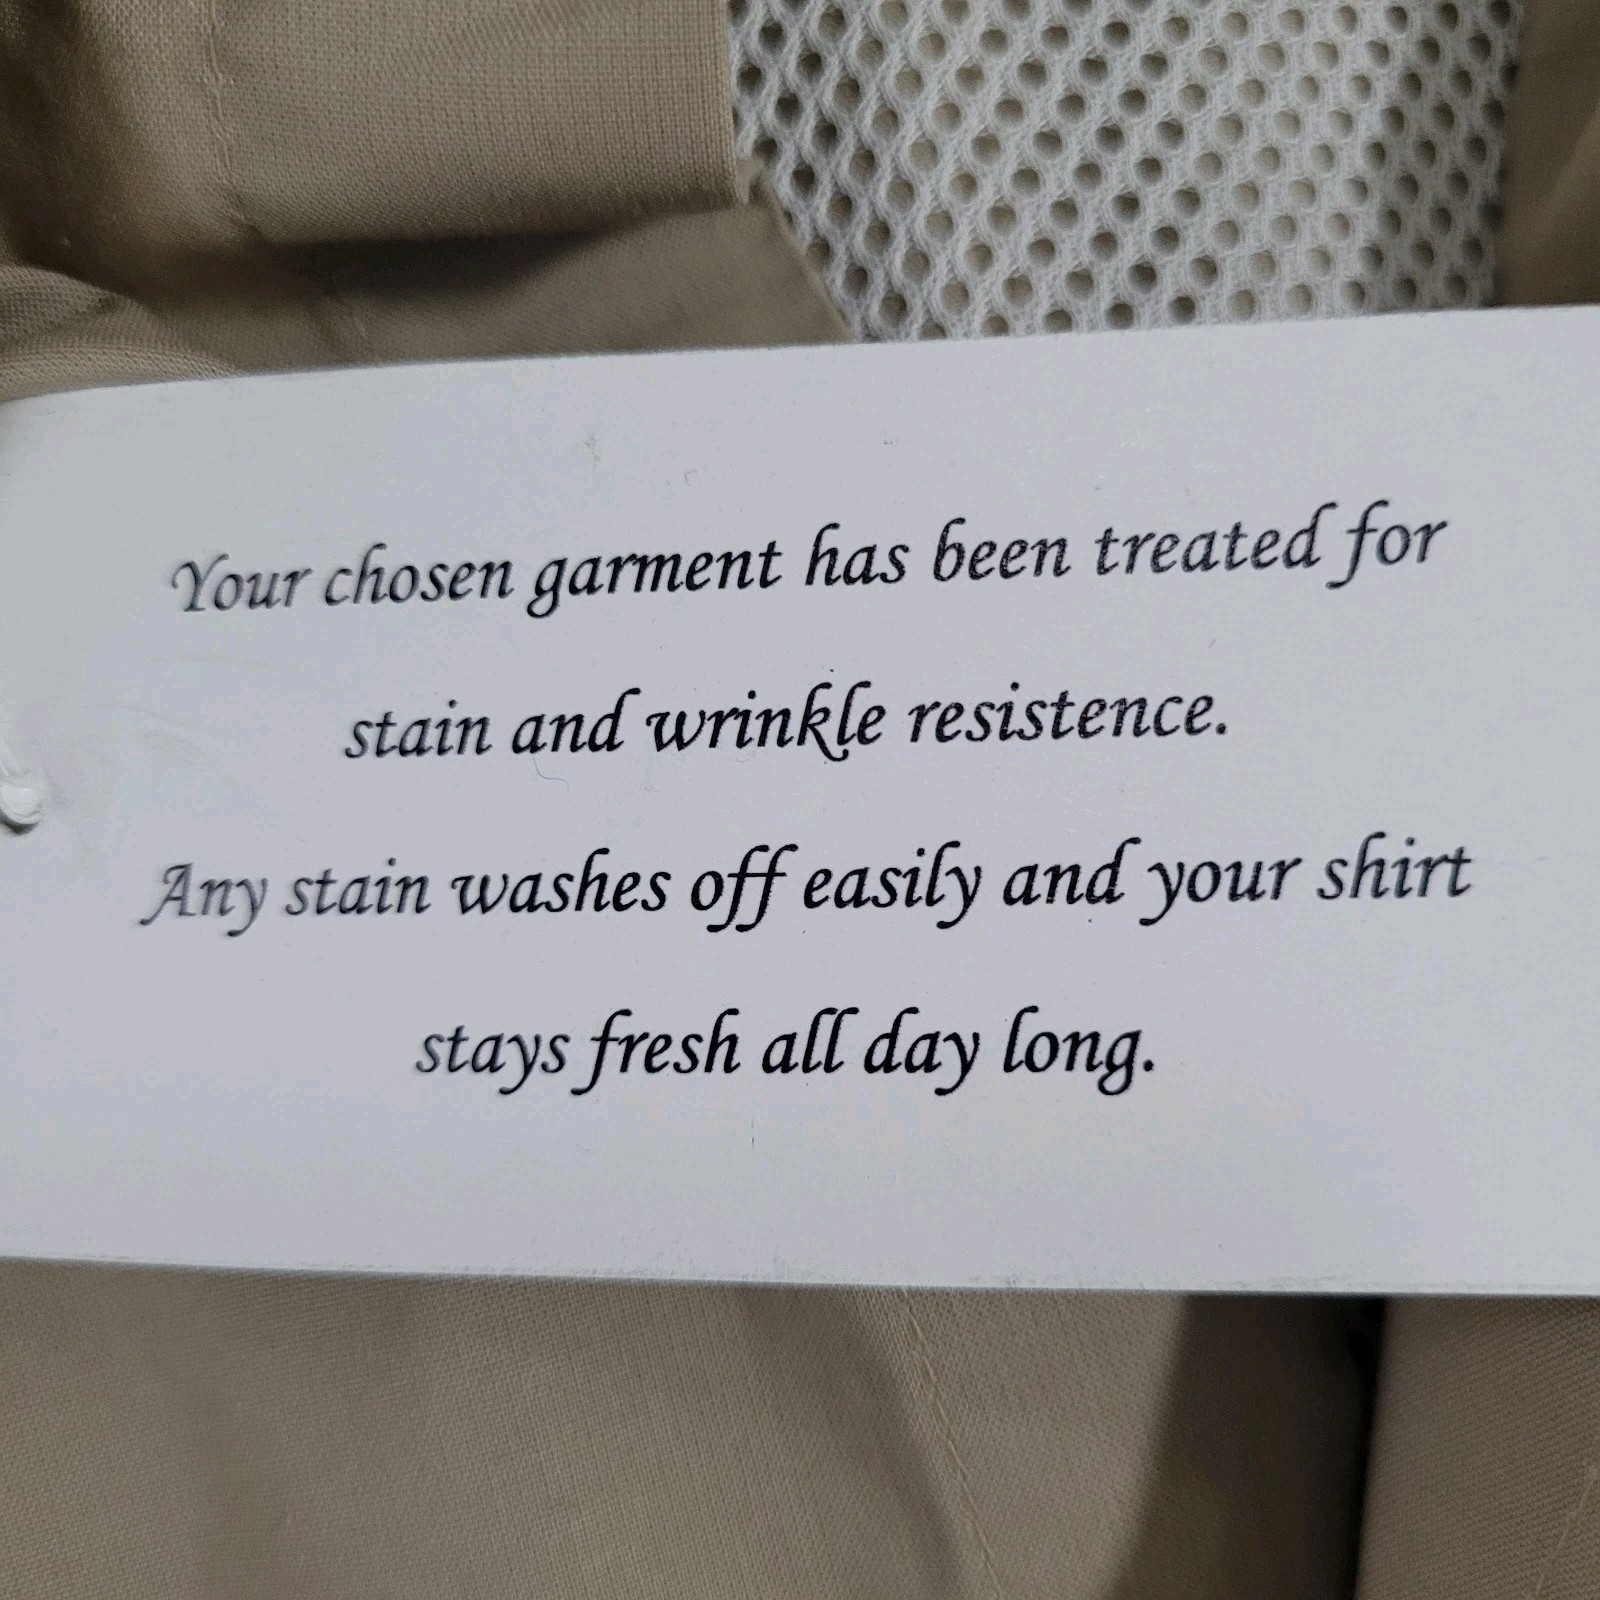 Your chosen garment has been treated for
stain and wrinkle resistence.
Any stain washes off easily and your shirt
stays fresh all day long.